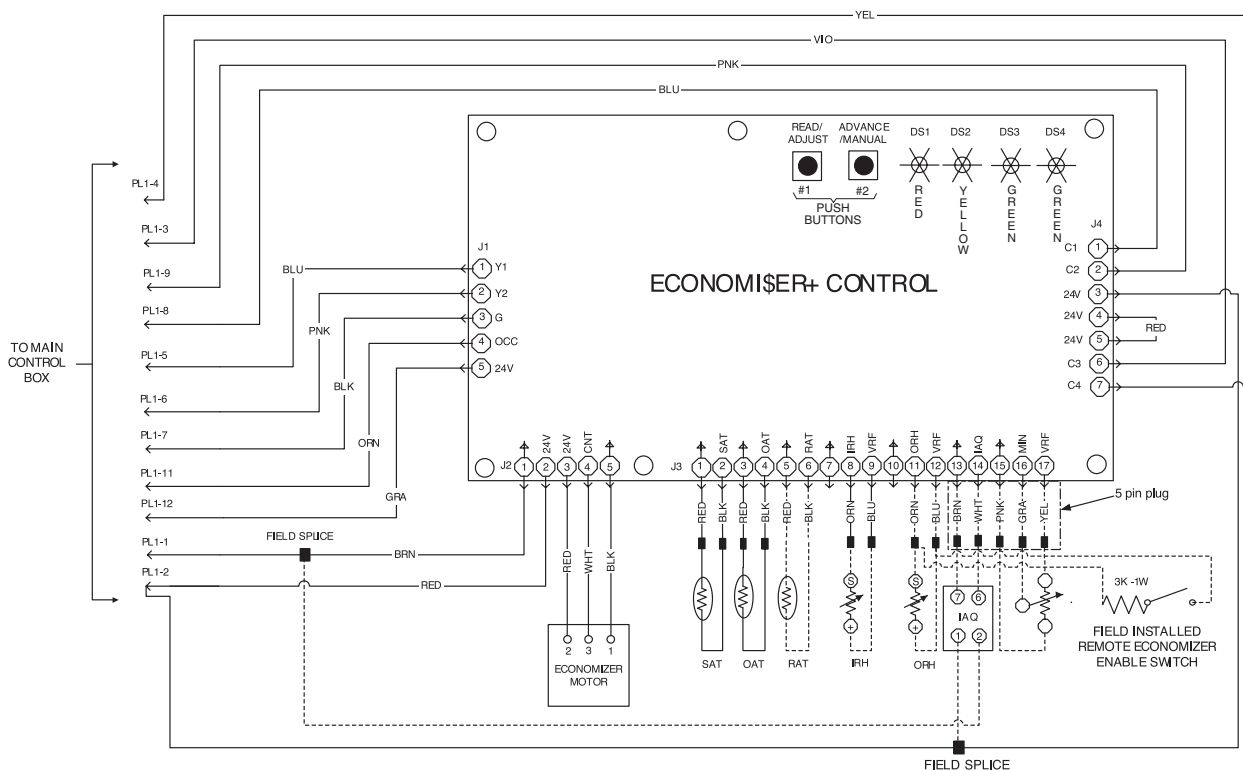 YEL
VIO
PNK
BLU
PL1-4
PL1-3
PL1-9
PL1-8
PL1-5
PL1-6
PL1-7
PL1-11
PL1-12
PL1-1
PL1-2
TO MAIN
CONTROL
BOX
BLU
PNK
BLK
ORN
GRA
BRN
RED
FIELD SPLICE
READ/
ADJUST
ADVANCE
/MANUAL
#1
#2
PUSH
BUTTONS
DS1
DS2
DS3
DS4
RED
YELLOW
GREEN
GREEN
ECONOMI$ER+ CONTROL
J1
1 Y1
2 Y2
3 G
4 OCC
5 24V
J4
C1 1
C2 2
24V 3
24V 4
24V 5
C3 6
C4 7
RED
J2
1
2 24V
3 24V
4 CNT
5
J3
1
2 SAT
3
4 OAT
5
6 RAT
7
8 IRH
9 VRF
10
11 ORH
12 VRF
13
14 IAQ
15
16 MIN
17 VRF
RED
WHT
BLK
RED
BLK
RED
BLK
RED
BLK
ORN
BLU
ORN
BLU
BRN
WHT
PNK
GRA
YEL
5 pin plug
2 3 1
ECONOMIZER
MOTOR
SAT
OAT
RAT
S
+
IRH
S
+
ORH
7 6
IAQ
1 2
3K -1W
FIELD INSTALLED
REMOTE ECONOMIZER
ENABLE SWITCH
FIELD SPLICE